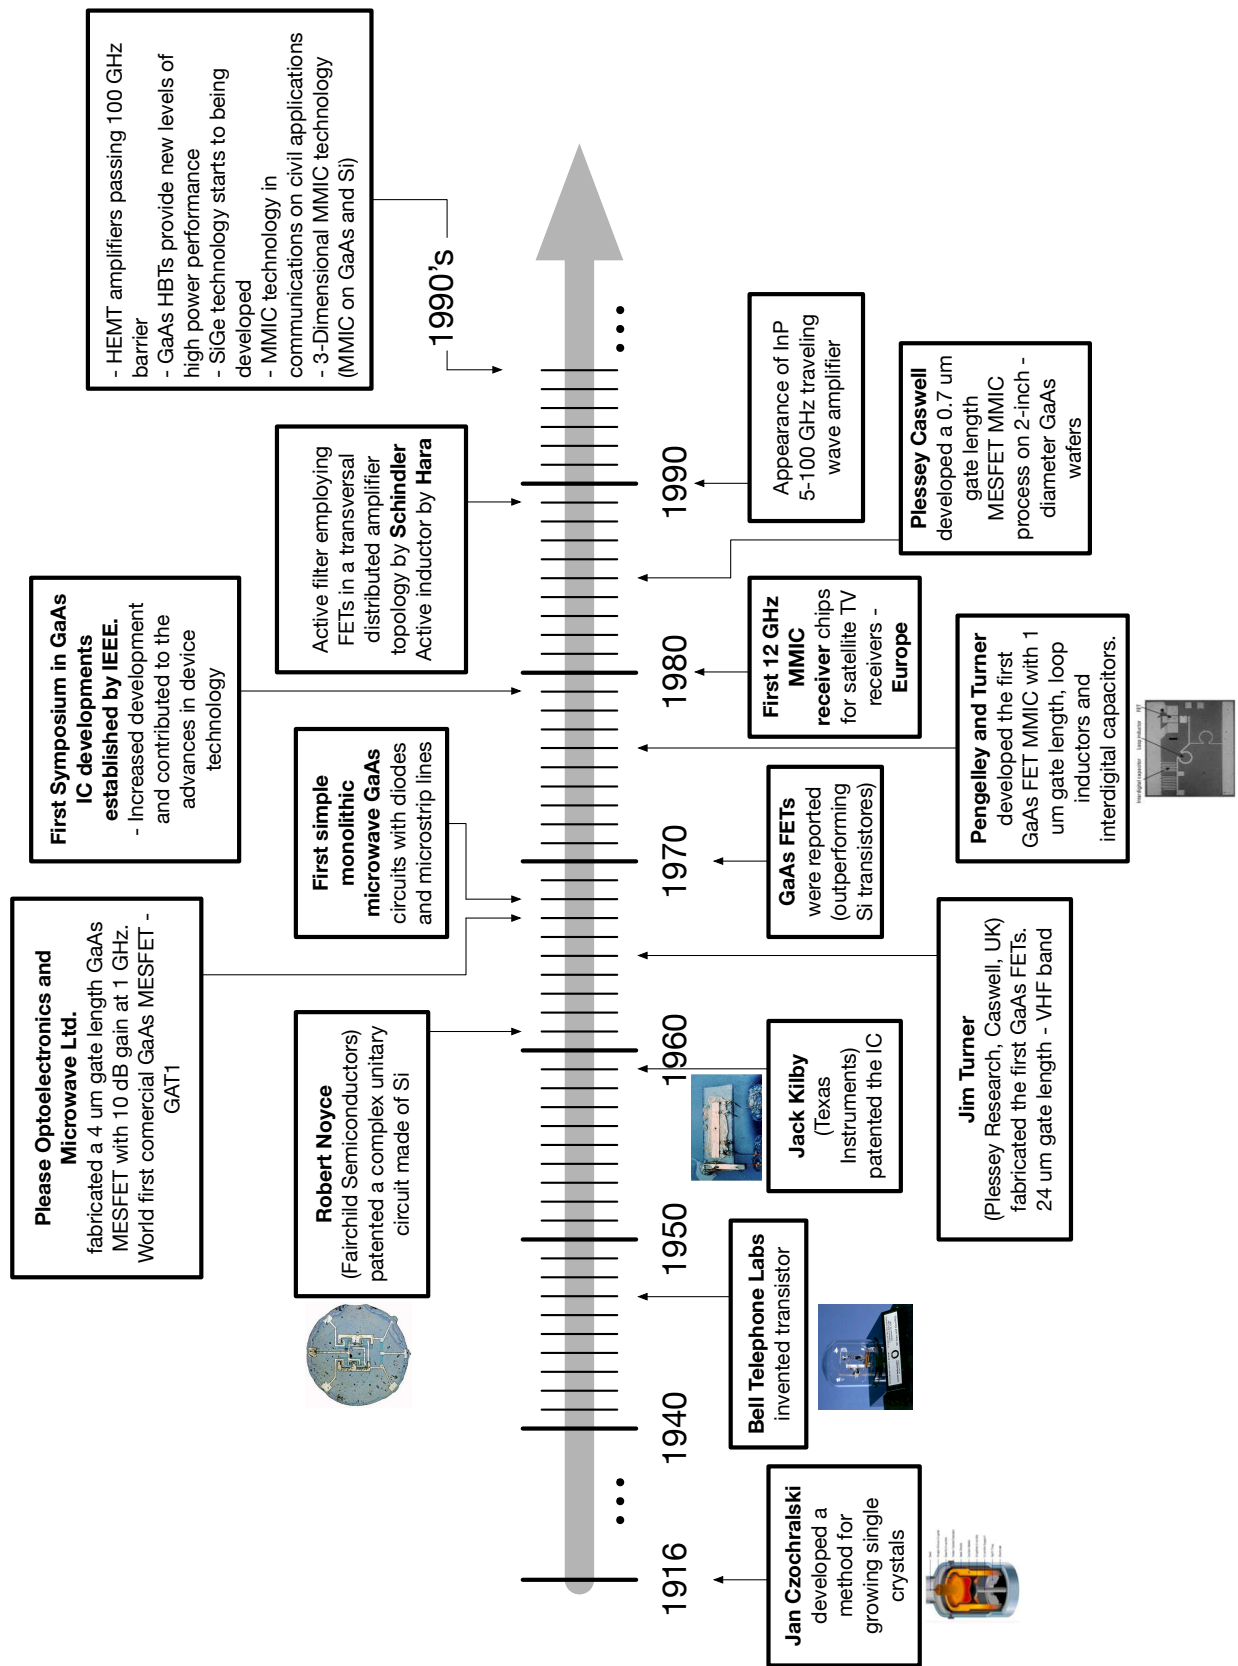 Please Optoelectronics and
Microwave Ltd.
fabricated a 4 um gate length GaAs
MESFET with 10 dB gain at 1 GHz.
World first comercial GaAs MESFET -
GAT1
First Symposium in GaAs
IC developments
established by IEEE.
- Increased development
and contributed to the
advances in device
technology
- HEMT amplifiers passing 100 GHz
barrier
- GaAs HBTs provide new levels of
high power performance
- SiGe technology starts to being
developed
- MMIC technology in
communications on civil applications
- 3-Dimensional MMIC technology
(MMIC on GaAs and Si)
Robert Noyce
(Fairchild Semiconductors)
patented a complex unitary
circuit made of Si
First simple
monolithic
microwave GaAs
circuits with diodes
and microstrip lines
Active filter employing
FETs in a transversal
distributed amplifier
topology by Schindler
Active inductor by Hara
1990's
1916
...
1940
1950
1960
1970
1980
1990
...
Jan Czochralski
developed a
method for
growing single
crystals
Bell Telephone Labs
invented transistor
Jack Kilby
(Texas
Instruments)
patented the IC
GaAs FETs
were reported
(outperforming
Si transistores)
First 12 GHz
MMIC
receiver chips
for satellite TV
receivers -
Europe
Appearance of InP
5-100 GHz traveling
wave amplifier
Jim Turner
(Plessey Research, Caswell, UK)
fabricated the first GaAs FETs.
24 um gate length - VHF band
Pengelley and Turner
developed the first
GaAs FET MMIC with 1
um gate length, loop
inductors and
interdigital capacitors.
Plessey Caswell
developed a 0.7 um
gate length
MESFET MMIC
process on 2-inch -
diameter GaAs
wafers
Interdigital capacitor
Loop inductor
FET